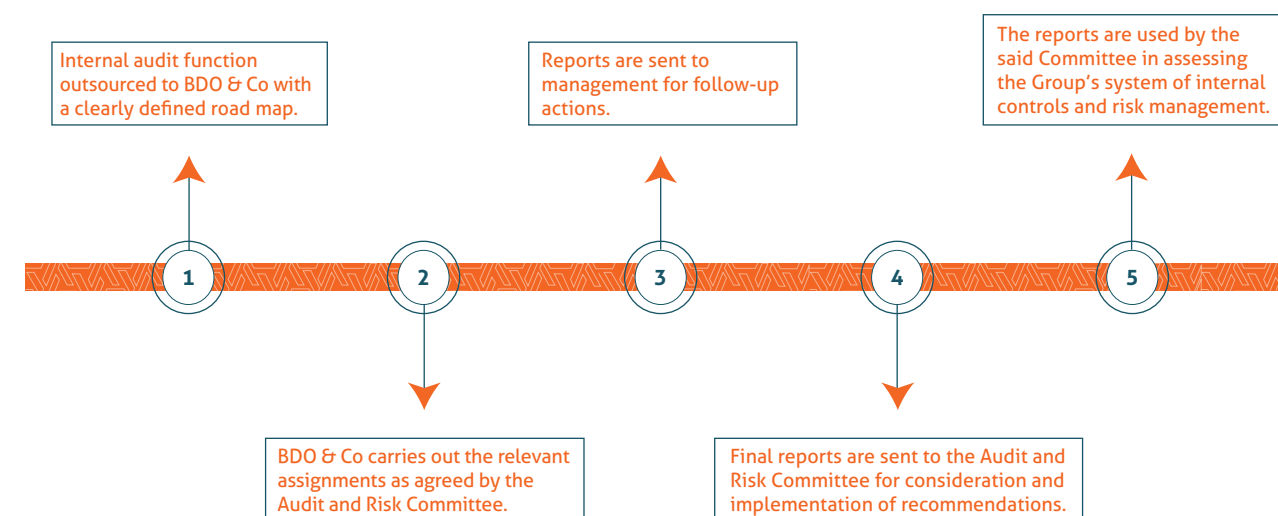 Internal audit function
outsourced to BDO & Co with
a clearly defined road map.
1
2
BDO & Co carries out the relevant
assignments as agreed by the
Audit and Risk Committee.
Reports are sent to
management for follow-up
actions.
3
4
Final reports are sent to the Audit and
Risk Committee for consideration and
implementation of recommendations.
The reports are used by the
said Committee in assessing
the Group's system of internal
controls and risk management.
5